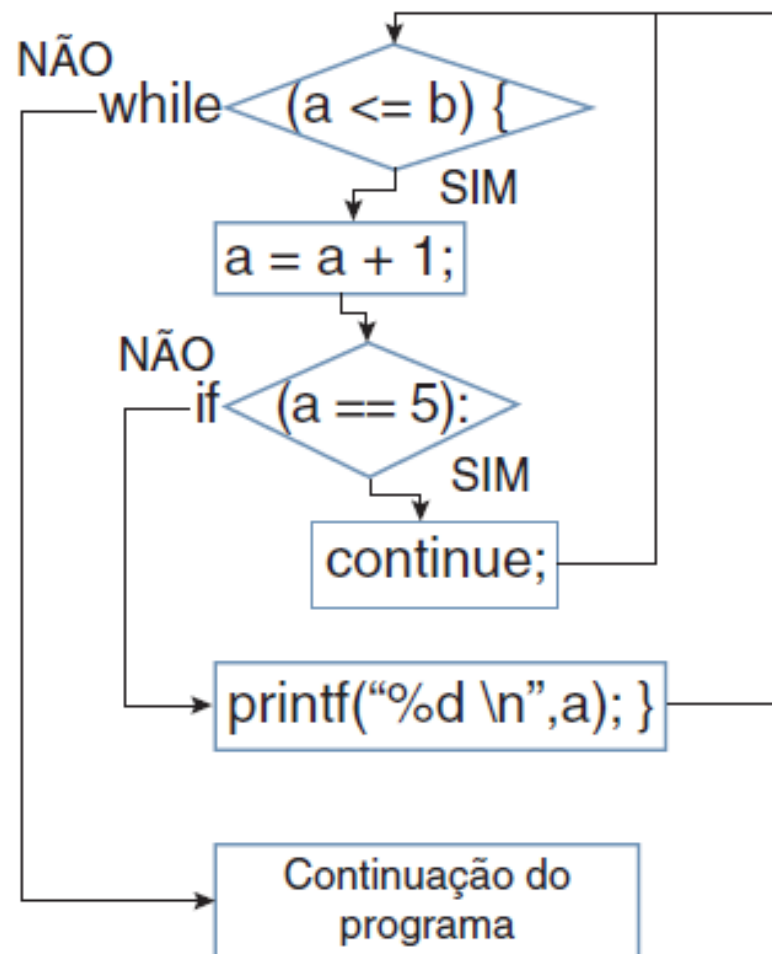 NÃO
while (a <= b) {
SIM
a = a + 1;
NÃO
if (a == 5):
SIM
continue;
printf(“%d \n”,a); }
Continuação do
programa